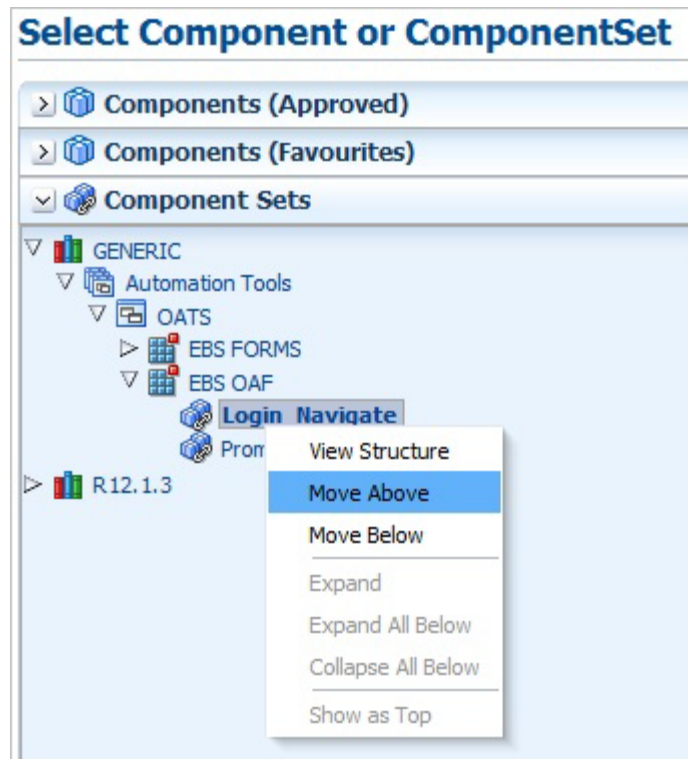 Select Component or ComponentSet
Components (Approved)
Components (Favourites)
Component Sets
GENERIC
Automation Tools
OATS
EBS FORMS
EBS OAF
Login_Navigate
Prom
View Structure
R12.1.3
Move Above
Move Below
Expand
Expand All Below
Collapse All Below
Show as Top